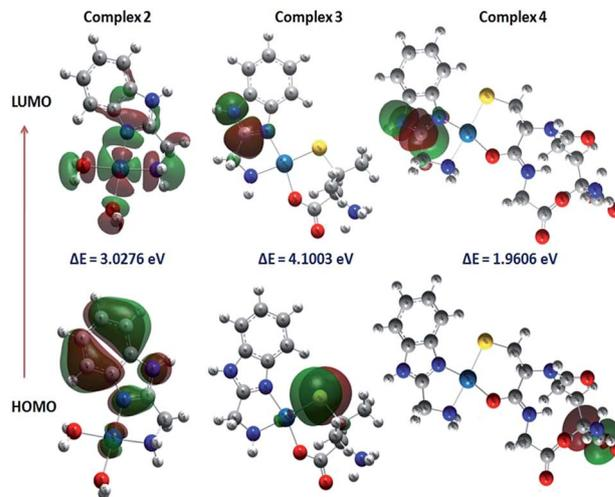 Complex 2 Complex 3 Complex 4
LUMO
ΔE = 3.0276 eV ΔE = 4.1003 eV ΔE = 1.9606 eV
HOMO